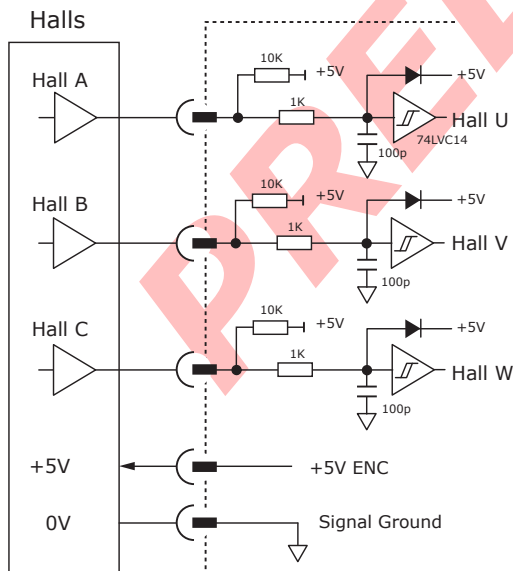 Halls
Hall A
10K
+5V
+5V
1K
Hall U
74LVC14
100p
Hall B
10K
+5V
+5V
1K
Hall V
100p
Hall C
10K
+5V
+5V
1K
Hall W
100p
+5V
+5V ENC
0V
Signal Ground
PREL